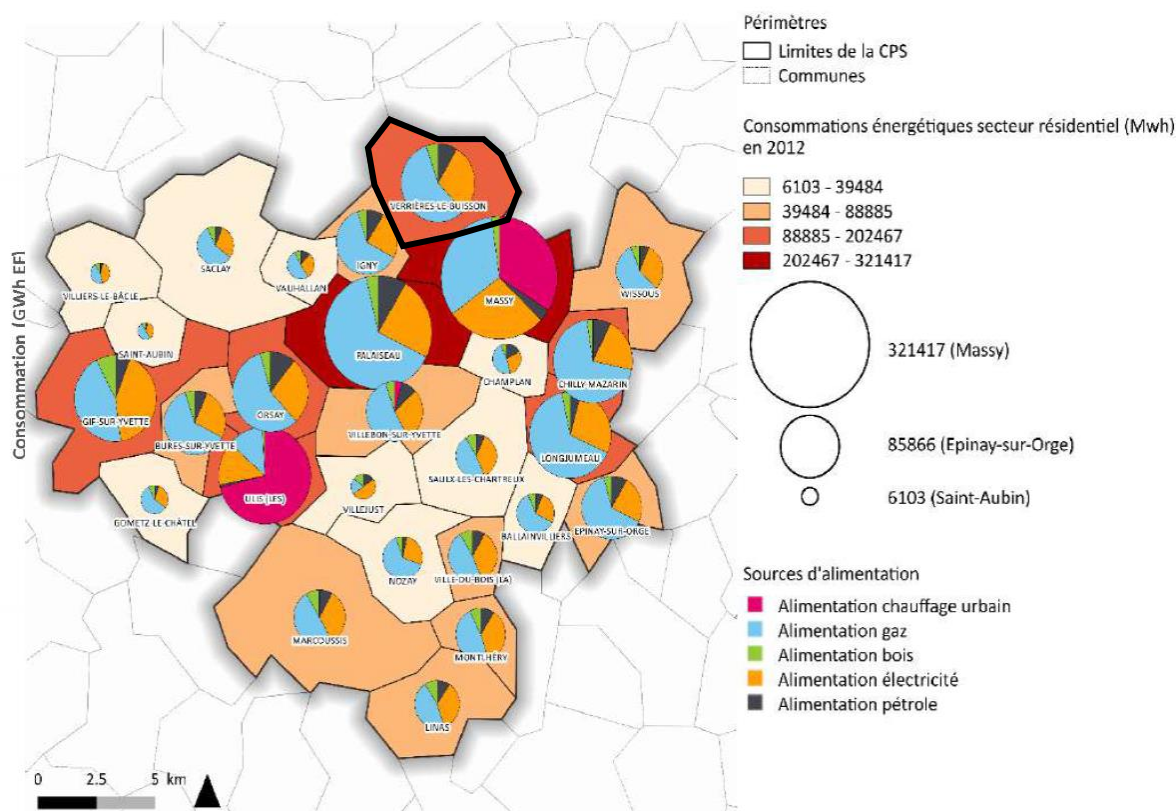 Périmètres
Limites de la CPS
Communes
Consommations énergétiques secteur résidentiel (Mwh)
en 2012
6103 - 39484
39484 - 88885
88885 - 202467
202467 - 321417
321417 (Massy)
85866 (Epinay-sur-Orge)
6103 (Saint-Aubin)
Sources d'alimentation
Alimentation chauffage urbain
Alimentation gaz
Alimentation bois
Alimentation électricité
Alimentation pétrole
Consommation (GWh EF)
VERRIÈRES-LE-BUISSON
IGNY
SACLAY
VAUHALLAN
VILLIERS-LE-BÂCLE
WISSOUS
MASSY
SAINT-AUBIN
PALAISEAU
CHAMPLAN
CHILLY-MAZARIN
GIF-SUR-YVETTE
ORSAY
VILLEBON-SUR-YVETTE
BURES-SUR-YVETTE
LONGJUMEAU
SAULX-LES-CHARTREUX
ULIS (LES)
VILLEJUST
GOMETZ-LE-CHÂTEL
BALLAINVILLIERS
EPINAY-SUR-ORGE
NOZAY
VILLE-DU-BOIS (LA)
MARCOUSSIS
MONTLHÉRY
LINAS
0 2.5 5 km